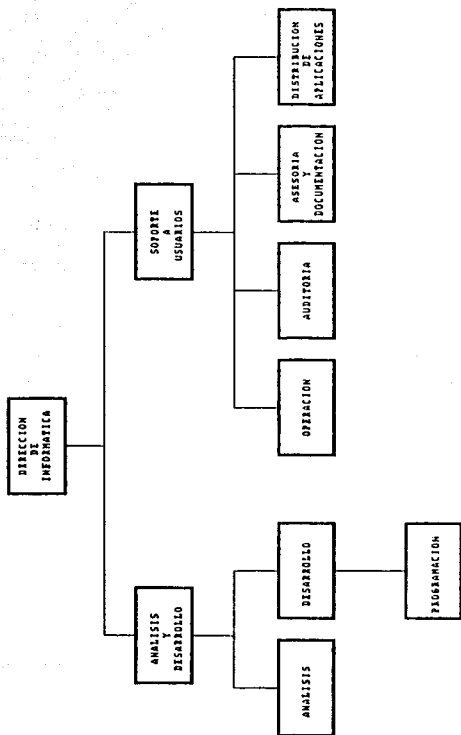 DIRECCION
DE
INFORMATICA
ANALISIS
Y
DESARROLLO
SOPORTE
A
USUARIOS
ANALISIS
DESARROLLO
OPERACION
AUDITORIA
ASESORIA
Y
DOCUMENTACION
DISTRIBUCION
DE
APLICACIONES
PROGRAMACION